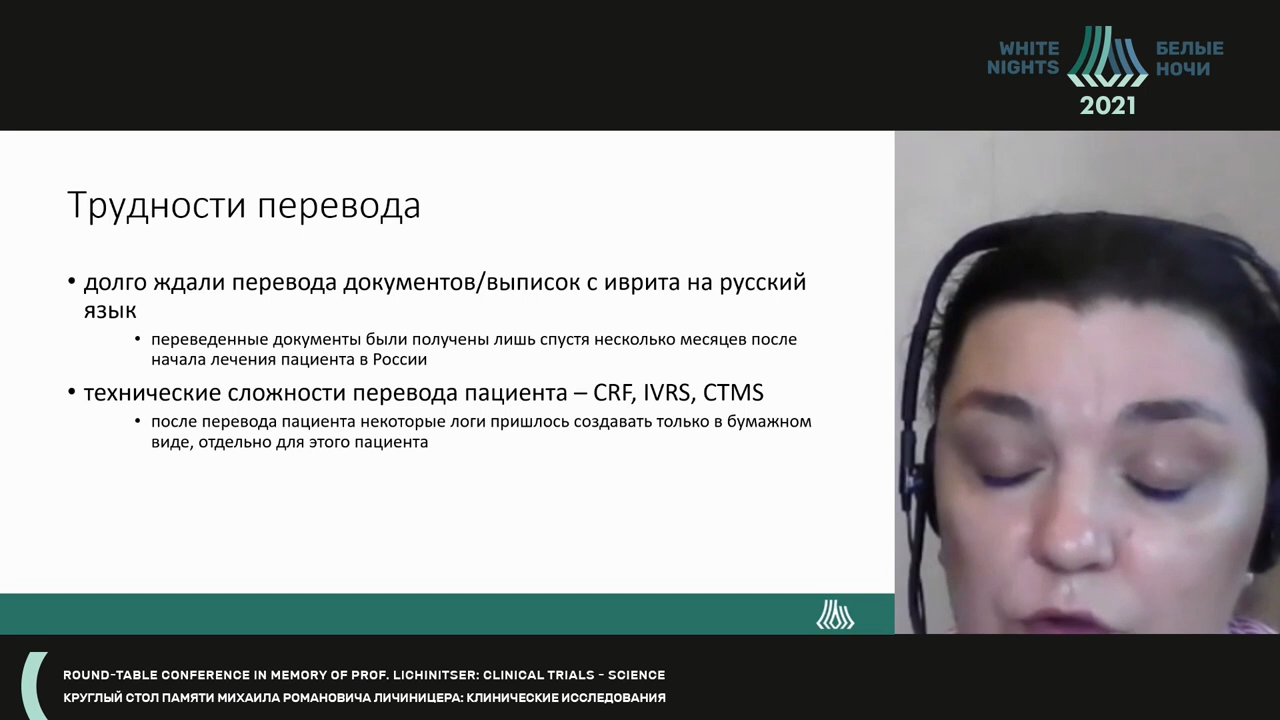 WHITE
NIGHTS
БЕЛЫЕ
НОЧИ
2021
Трудности перевода
• долго ждали перевода документов/выписок с иврита на русский
язык
• переведенные документы были получены лишь спустя несколько месяцев после
начала лечения пациента в России
• технические сложности перевода пациента – CRF, IVRS, CTMS
• после перевода пациента некоторые логи пришлось создавать только в бумажном
виде, отдельно для этого пациента
ROUND-TABLE CONFERENCE IN MEMORY OF PROF. LICHINITSER: CLINICAL TRIALS - SCIENCE
КРУГЛЫЙ СТОЛ ПАМЯТИ МИХАИЛА РОМАНОВИЧА ЛИЧИНИЦЕРА: КЛИНИЧЕСКИЕ ИССЛЕДОВАНИЯ